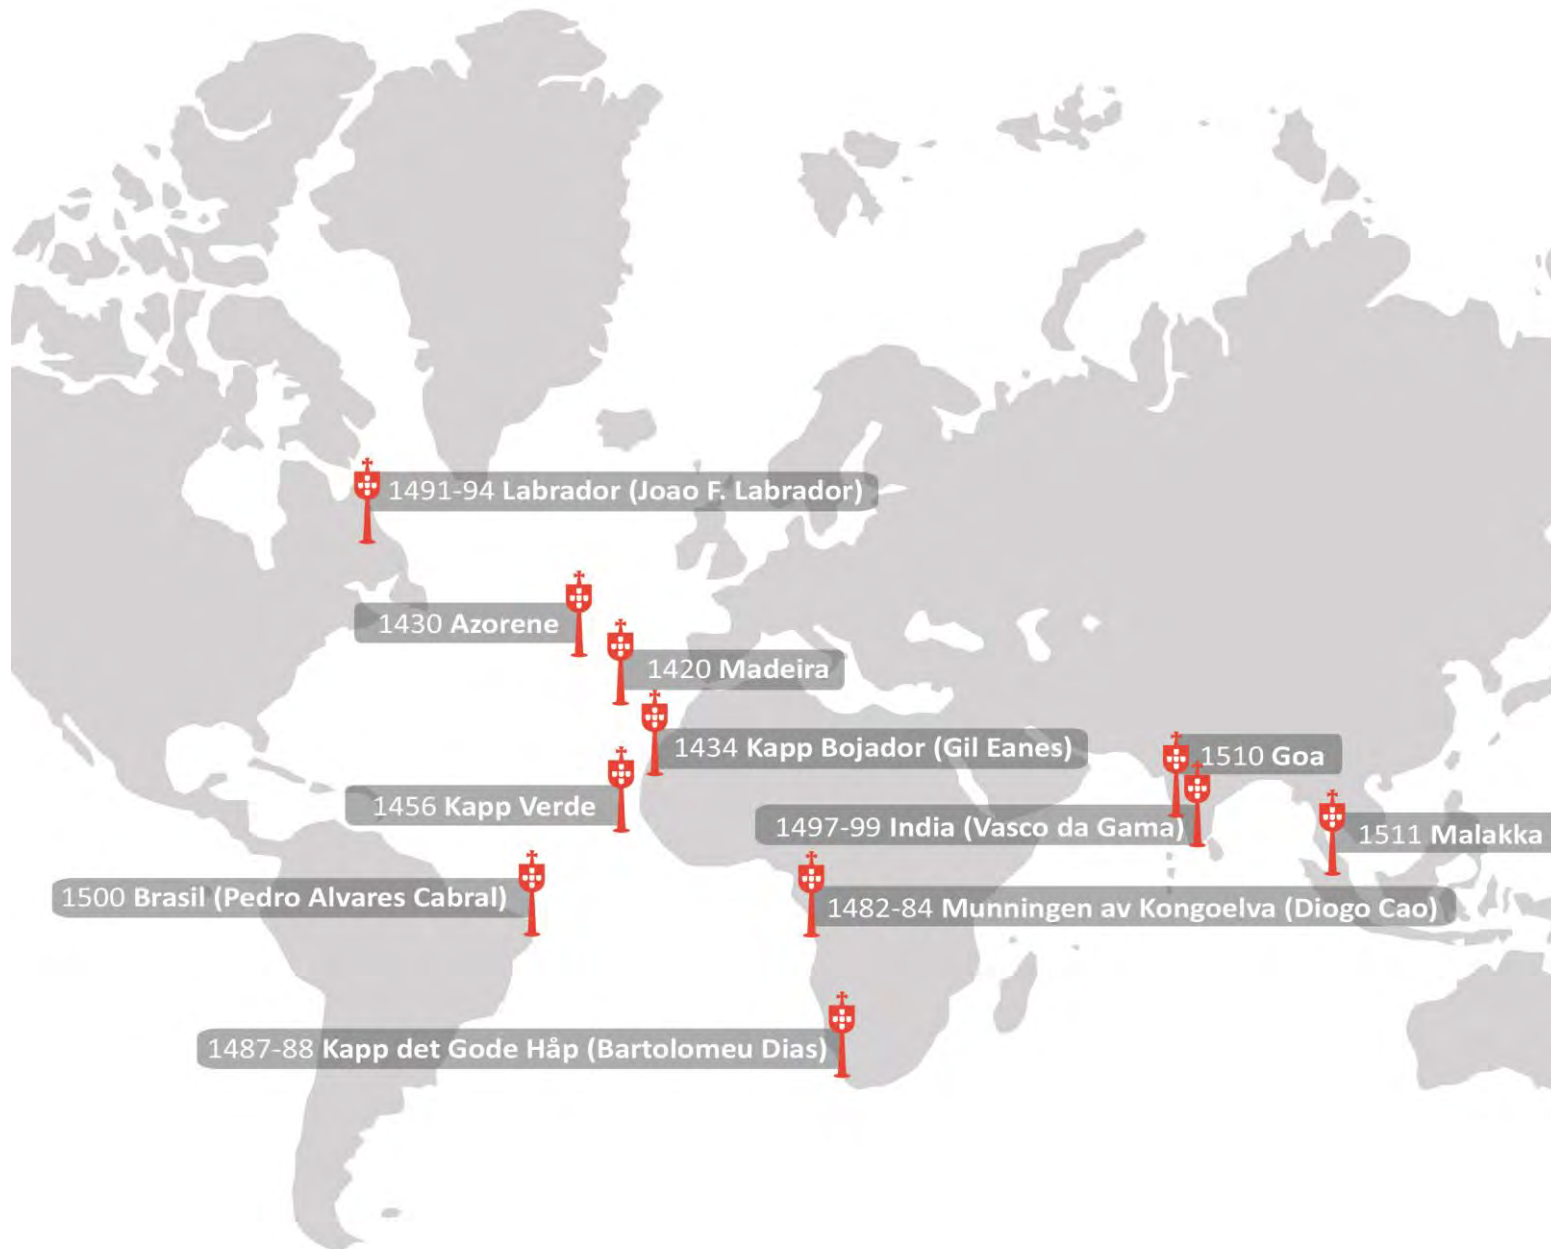 1491-94 Labrador (Joao F. Labrador)
1430 Azorene
1420 Madeira
1434 Kapp Bojador (Gil Eanes)
1510 Goa
1456 Kapp Verde
1497-99 India (Vasco da Gama)
1511 Malakka
1500 Brasil (Pedro Alvares Cabral)
1482-84 Munningen av Kongoelva (Diogo Cao)
1487-88 Kapp det Gode Håp (Bartolomeu Dias)